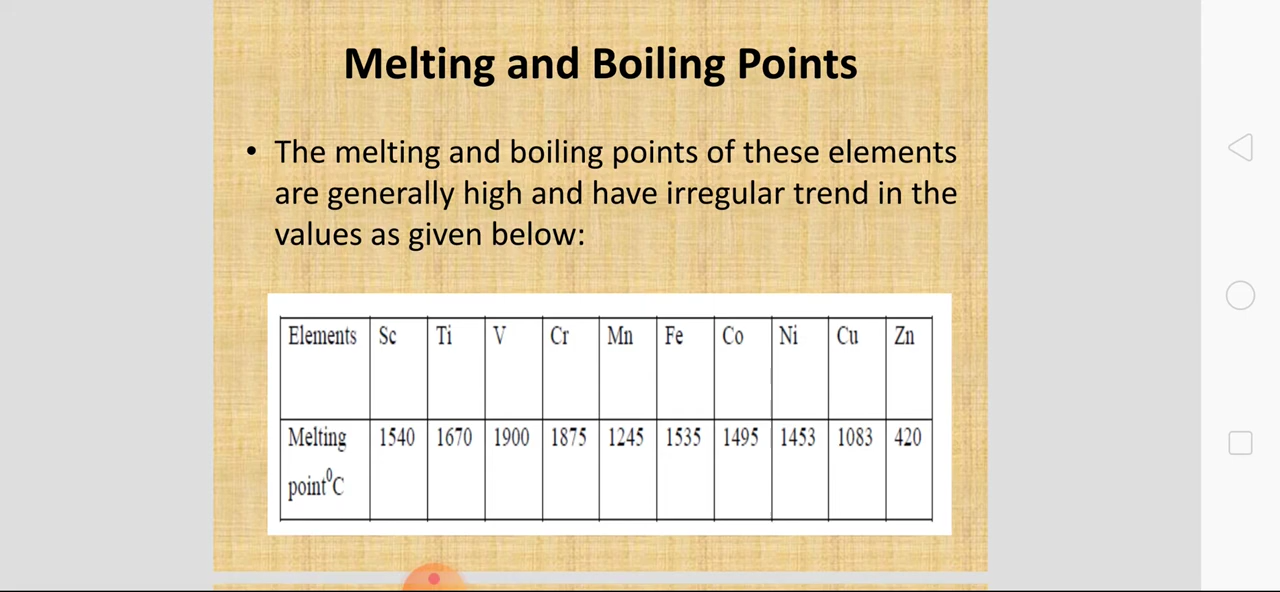 Melting and Boiling Points
• The melting and boiling points of these elements
are generally high and have irregular trend in the
values as given below:
Elements Sc Ti V Cr Mn Fe Co Ni Cu Zn
Melting 1540 1670 1900 1875 1245 1535 1495 1453 1083 420
point⁰C